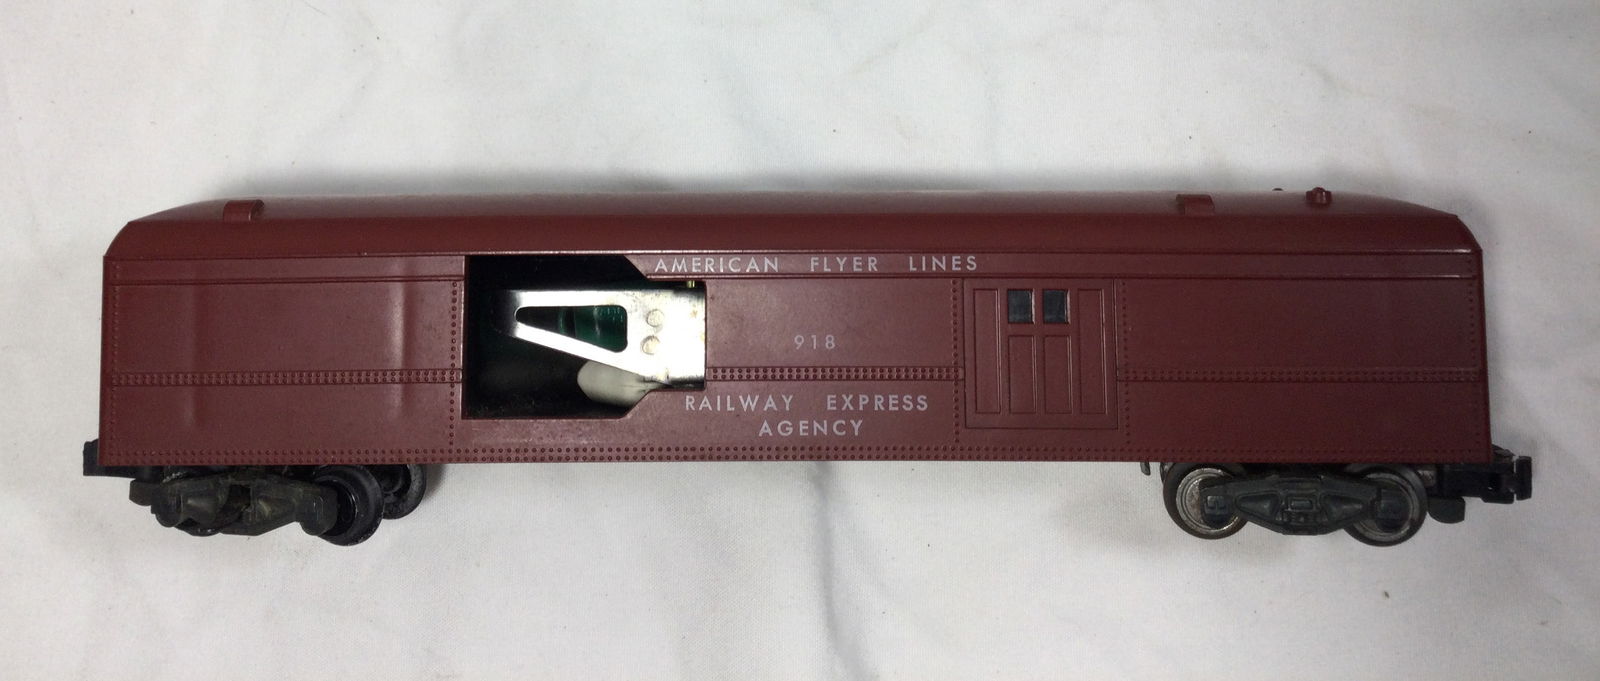 AMERICAN FLYER LINES
918
RAILWAY EXPRESS
AGENCY